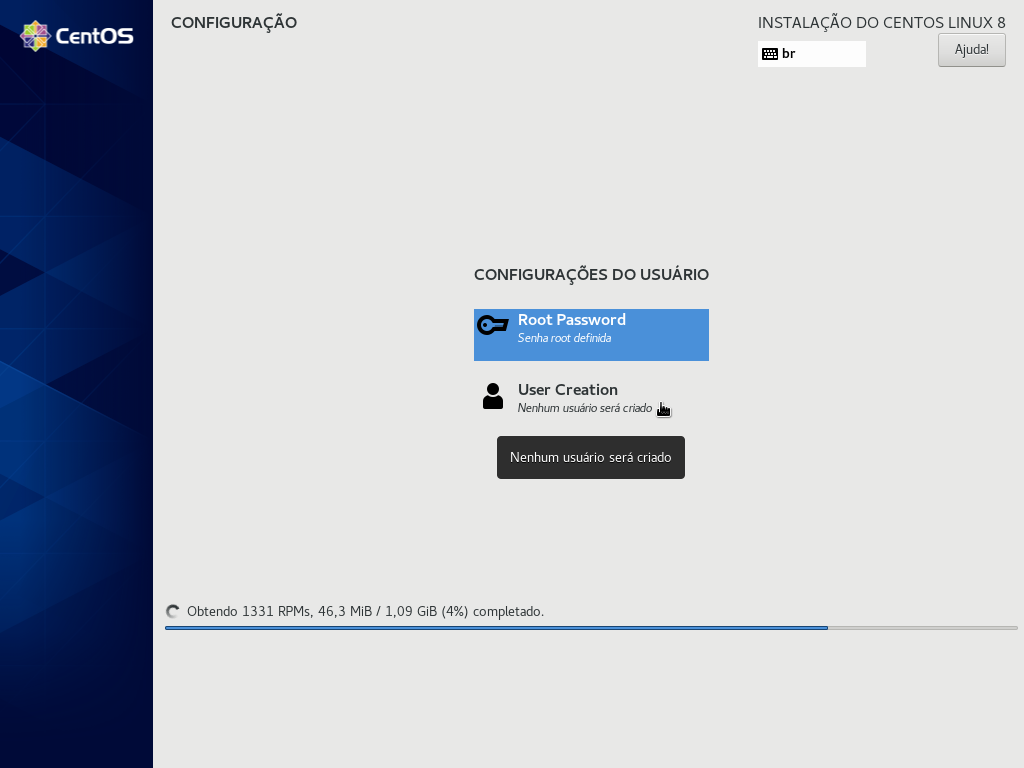 CentOS
CONFIGURAÇÃO
INSTALAÇÃO DO CENTOS LINUX 8
br
Ajuda!
CONFIGURAÇÕES DO USUÁRIO
Root Password
Senha root definida
User Creation
Nenhum usuário será criado
Nenhum usuário será criado
Obtendo 1331 RPMs, 46,3 MiB / 1,09 GiB (4%) completado.